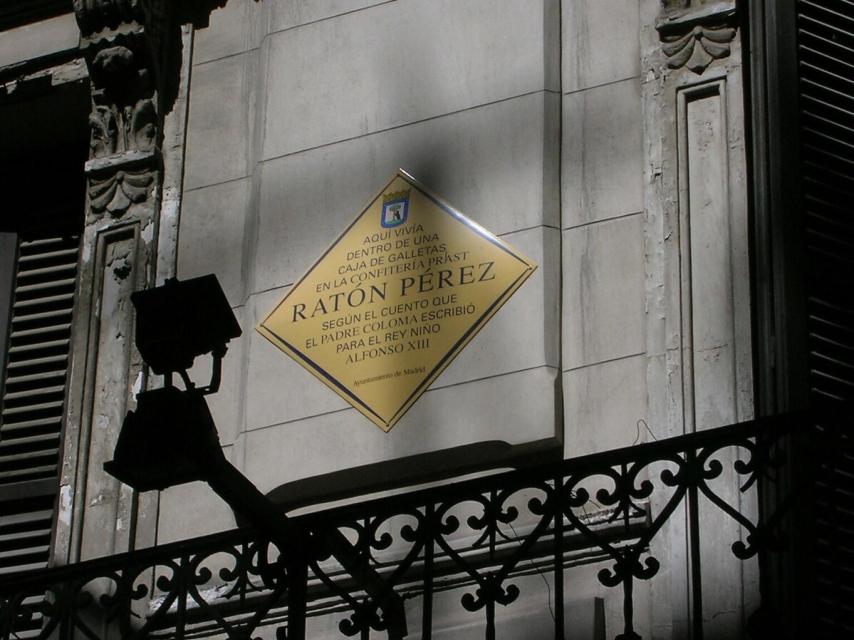 AQUÍ VIVÍA
DENTRO DE UNA
CAJA DE GALLETAS
EN LA CONFITERÍA PRAST
RATÓN PÉREZ
SEGÚN EL CUENTO QUE
EL PADRE COLOMA ESCRIBIÓ
PARA EL REY NIÑO
ALFONSO XIII
Ayuntamiento de Madrid